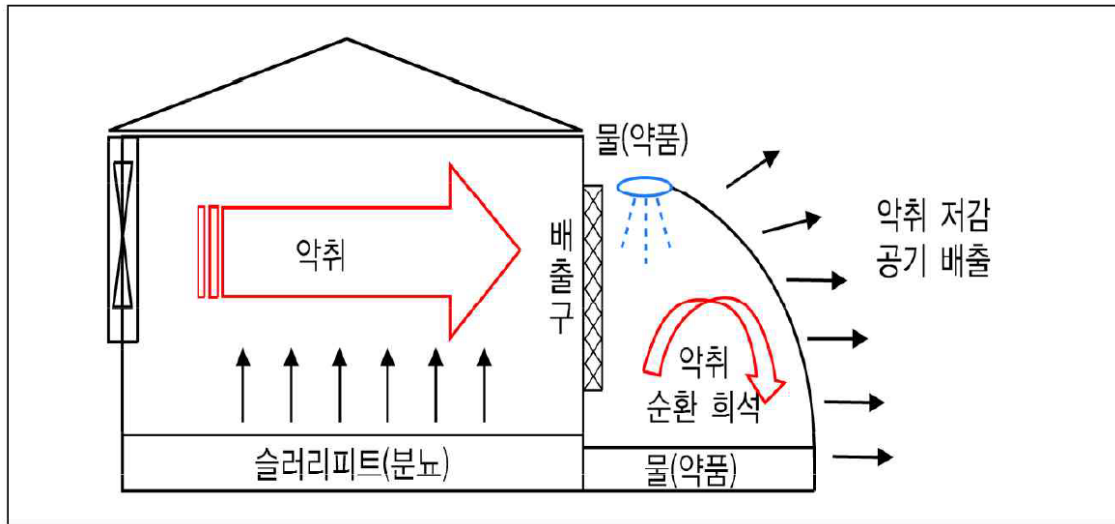 물(약품)
악취
배출구
악취 저감
공기 배출
악취
순환 희석
슬러리피트(분뇨)
물(약품)